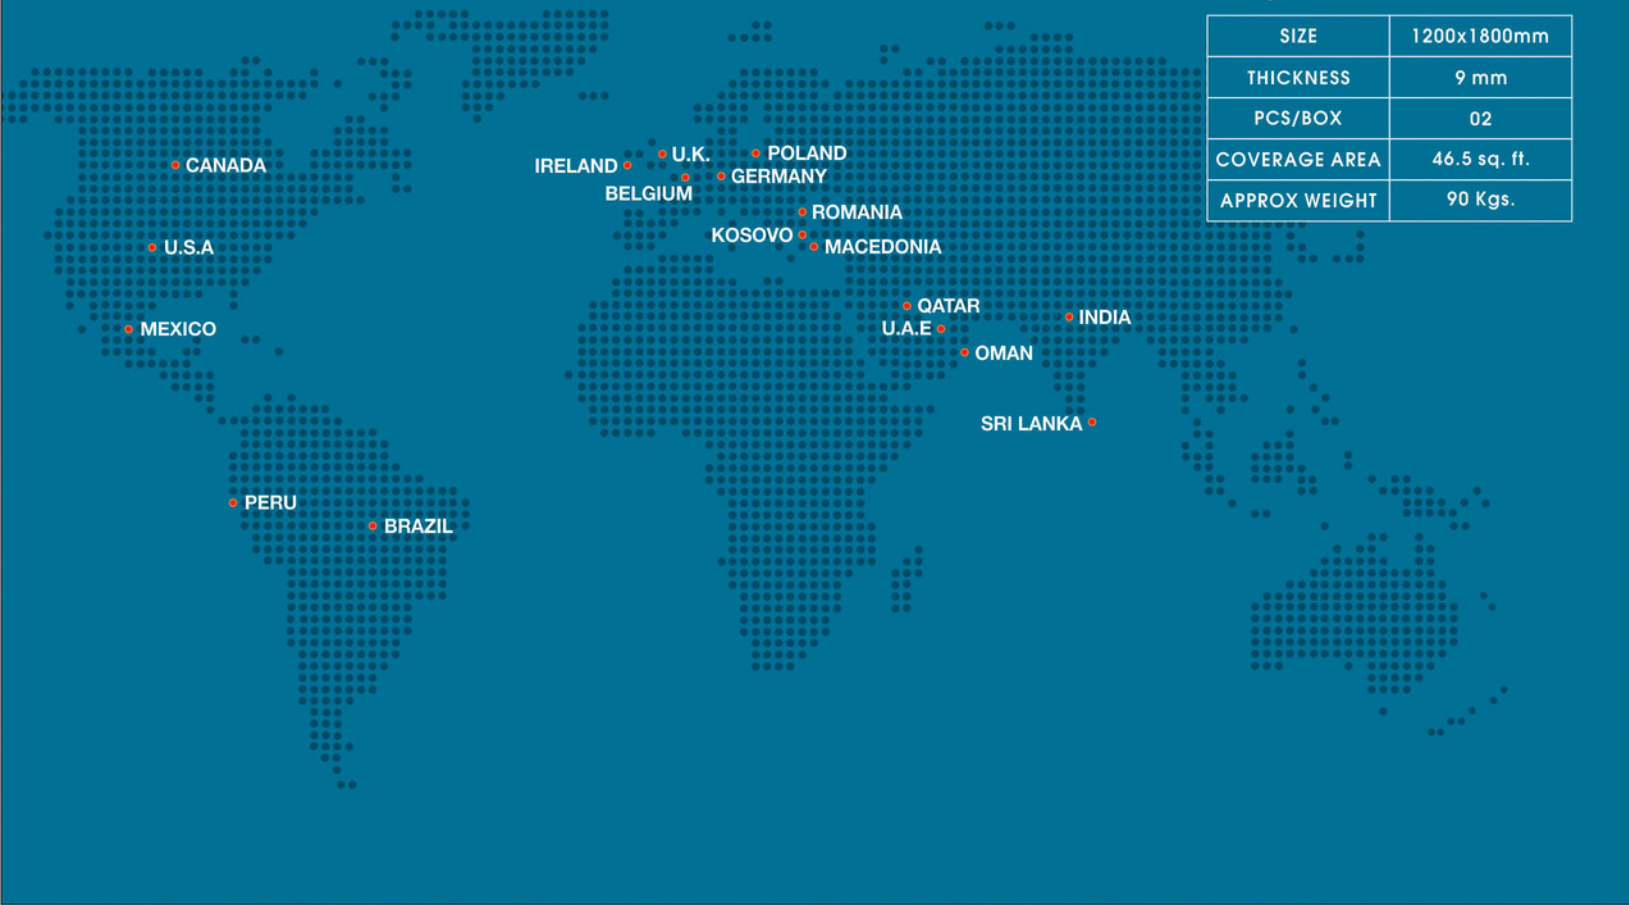 SIZE 1200x1800mm
THICKNESS 9 mm
PCS/BOX 02
COVERAGE AREA 46.5 sq. ft.
APPROX WEIGHT 90 Kgs.
CANADA
U.S.A
MEXICO
PERU
BRAZIL
IRELAND
U.K.
POLAND
BELGIUM
GERMANY
ROMANIA
KOSOVO
MACEDONIA
QATAR
U.A.E
OMAN
INDIA
SRI LANKA